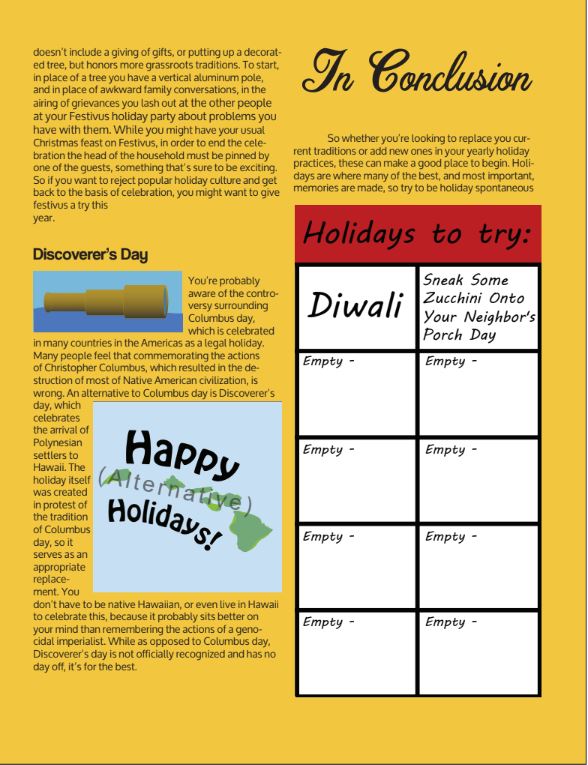 doesn't include a giving of gifts, or putting up a decorat-
ed tree, but honors more grassroots traditions. To start,
in place of a tree you have a vertical aluminum pole,
and in place of awkward family conversations, in the
airing of grievances you lash out at the other people
at your Festivus holiday party about problems you
have with them. While you might have your usual
Christmas feast on Festivus, in order to end the cele-
bration the head of the household must be pinned by
one of the guests, something that's sure to be exciting.
So if you want to reject popular holiday culture and get
back to the basis of celebration, you might want to give
festivus a try this
year.
Discoverer's Day
You're probably
aware of the contro-
versy surrounding
Columbus day,
which is celebrated
in many countries in the Americas as a legal holiday.
Many people feel that commemorating the actions
of Christopher Columbus, which resulted in the de-
struction of most of Native American civilization, is
wrong. An alternative to Columbus day is Discoverer's
day, which
celebrates
the arrival of
Polynesian
settlers to
Hawaii. The
holiday itself
was created
in protest of
the tradition
of Columbus
day, so it
serves as an
appropriate
replace-
ment. You
don't have to be native Hawaiian, or even live in Hawaii
to celebrate this, because it probably sits better on
your mind than remembering the actions of a geno-
cidal imperialist. While as opposed to Columbus day,
Discoverer's day is not officially recognized and has no
day off, it's for the best.
Happy
(Alternative)
Holidays!
In Conclusion
So whether you're looking to replace you cur-
rent traditions or add new ones in your yearly holiday
practices, these can make a good place to begin. Holi-
days are where many of the best, and most important,
memories are made, so try to be holiday spontaneous
Holidays to try:
Diwali
Sneak Some
Zucchini Onto
Your Neighbor's
Porch Day
Empty -
Empty -
Empty -
Empty -
Empty -
Empty -
Empty -
Empty -